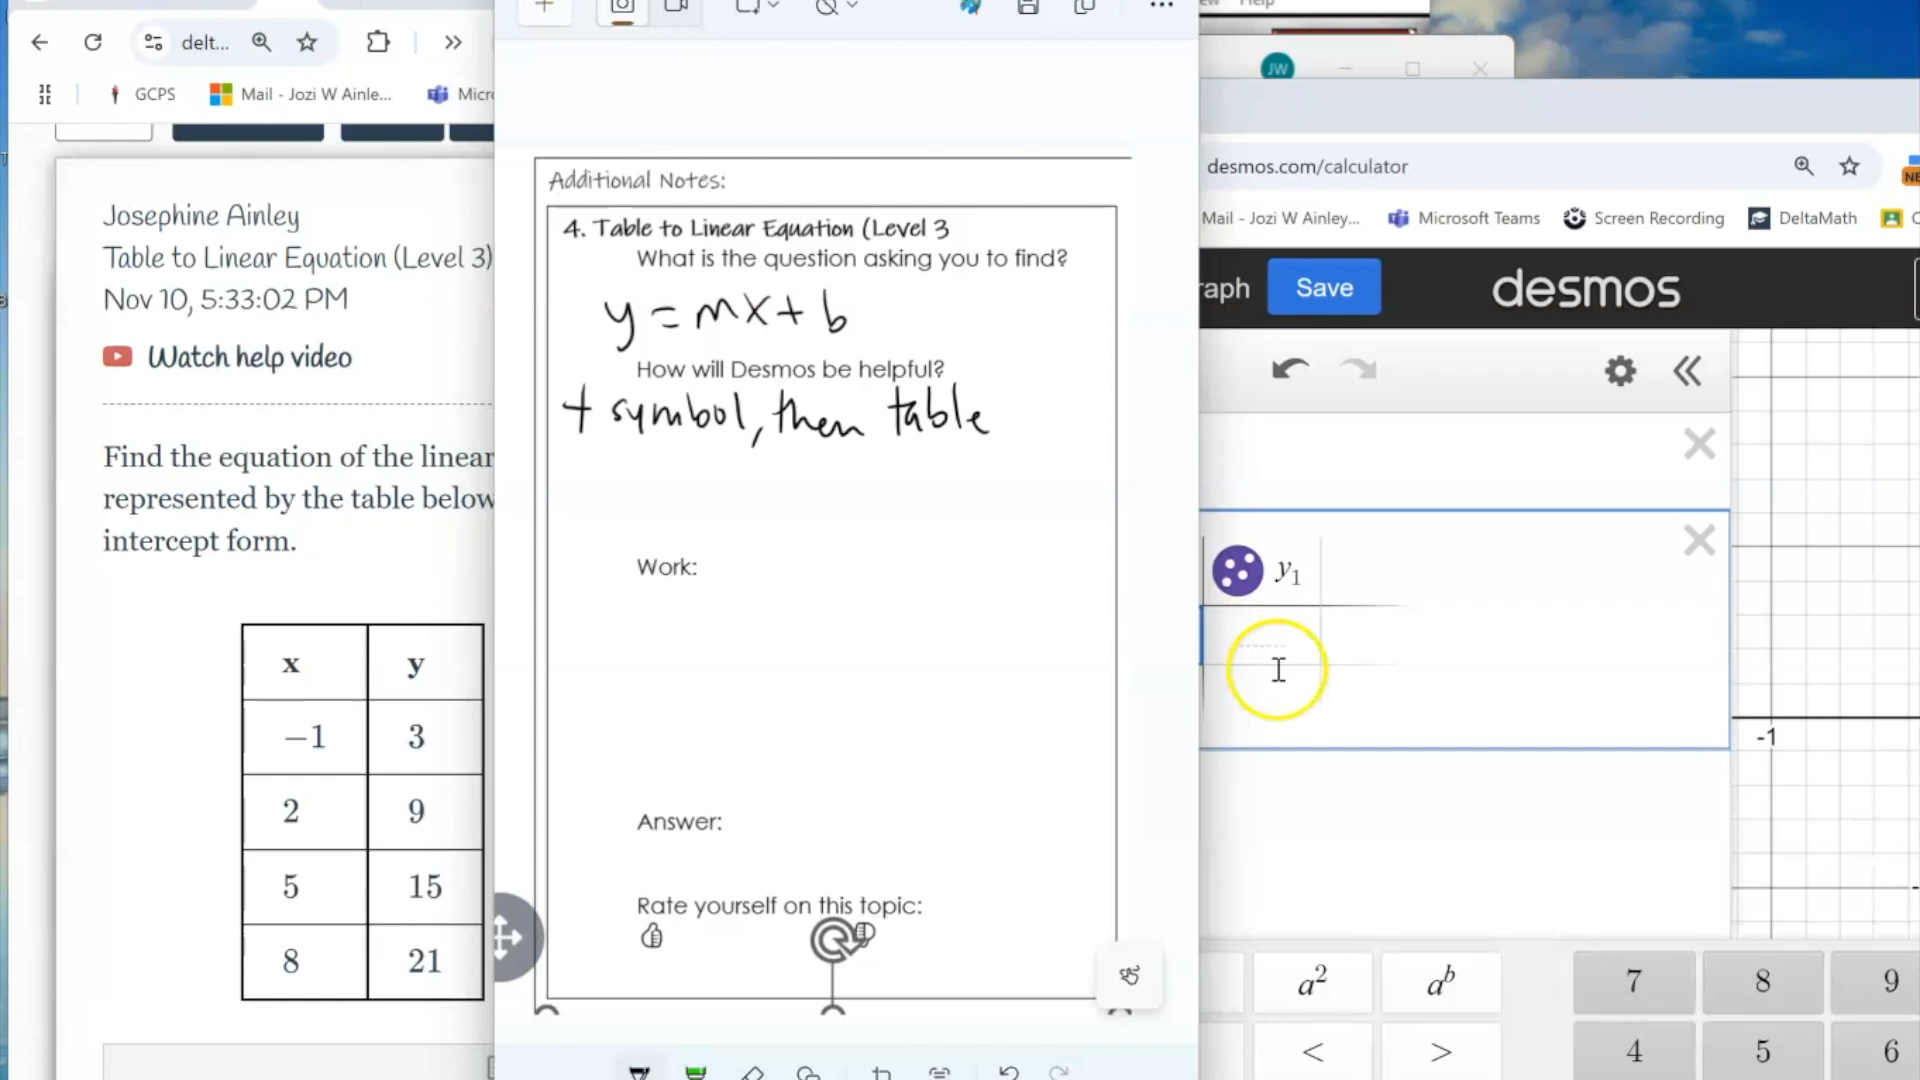 delt...
GCPS
Mail - Jozi W Ainle...
Micr
Josephine Ainley
Table to Linear Equation (Level 3)
Nov 10, 5:33:02 PM
Watch help video
Find the equation of the linear
represented by the table below
intercept form.
x y
−1 3
2 9
5 15
8 21
Additional Notes:
4. Table to Linear Equation (Level 3
What is the question asking you to find?
y = mx + b
How will Desmos be helpful?
+ symbol, then table
Work:
Answer:
Rate yourself on this topic:
Help
JW
desmos.com/calculator
Mail - Jozi W Ainley...
Microsoft Teams
Screen Recording
DeltaMath
raph
Save
desmos
y1
-1
a2 ab 7 8 9
< > 4 5 6